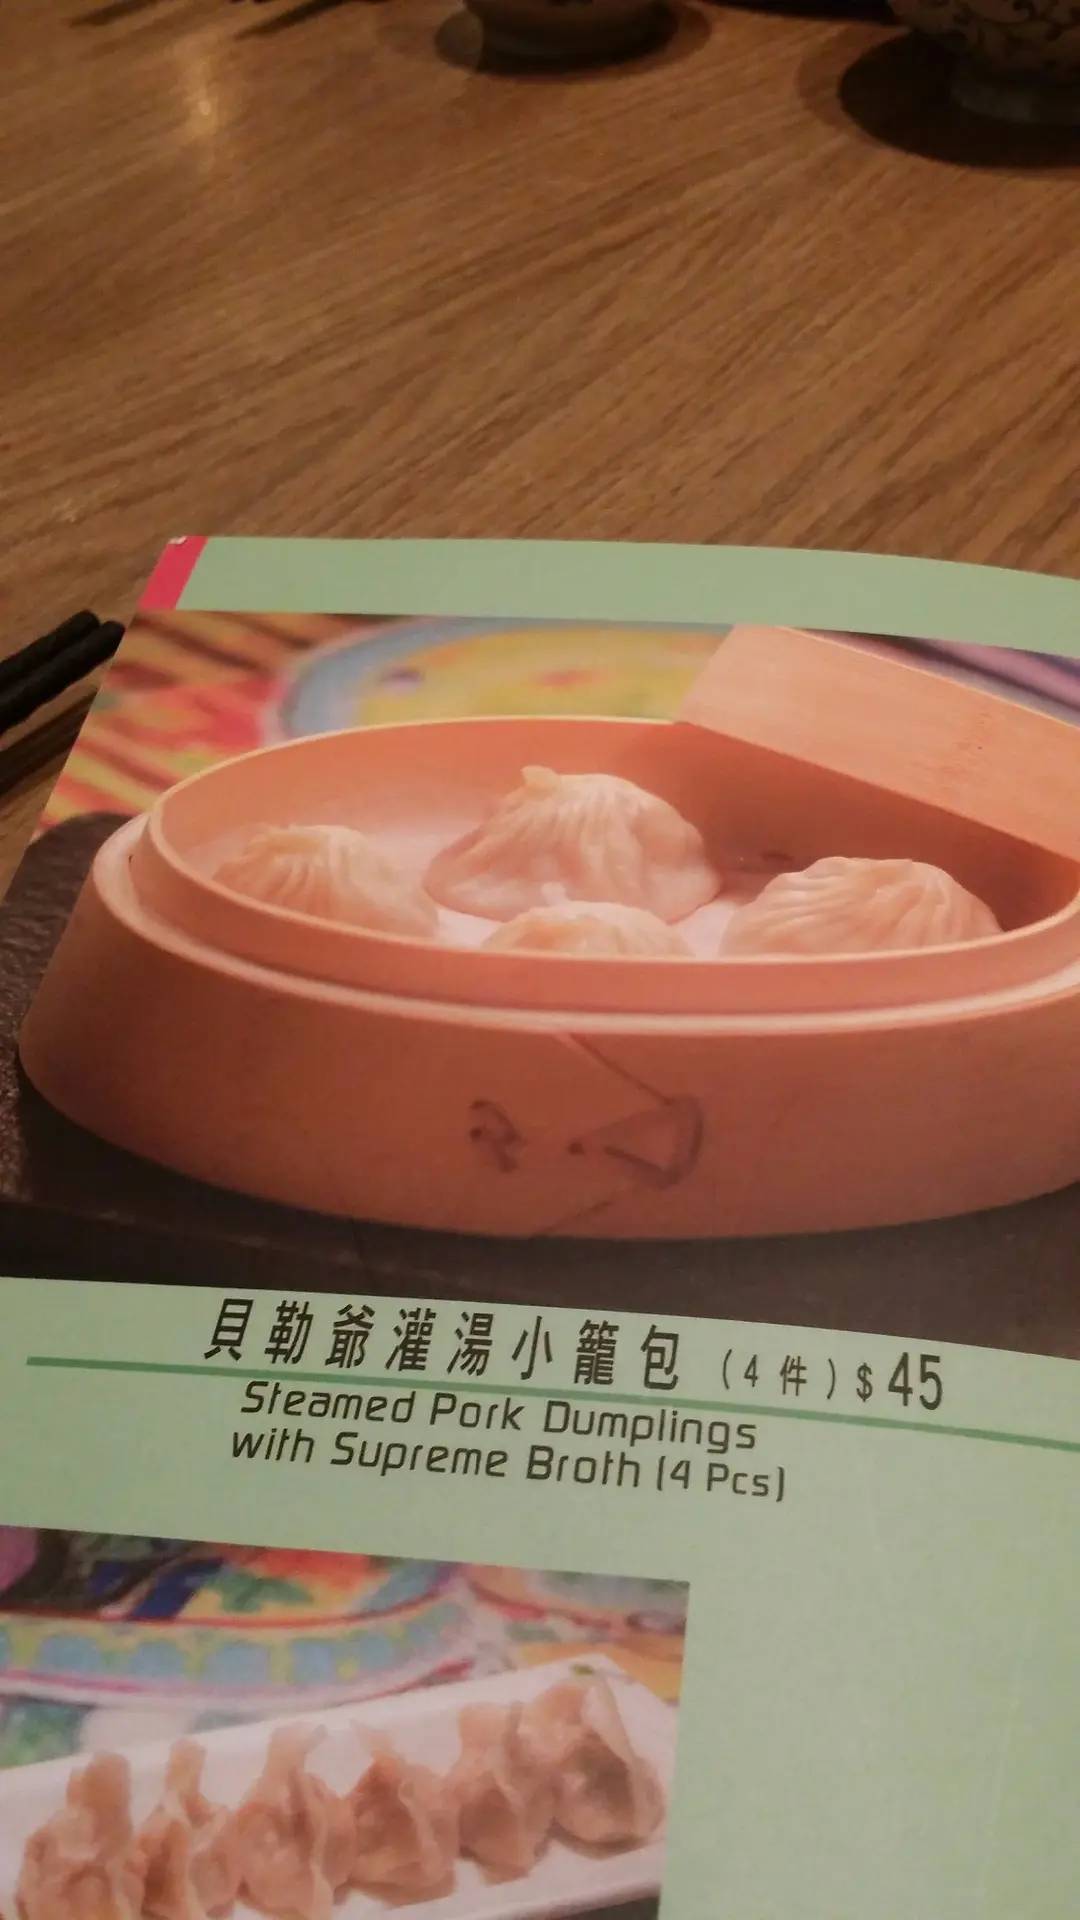 貝勒爺灌湯小籠包 (4件) $45
Steamed Pork Dumplings
with Supreme Broth (4 Pcs)